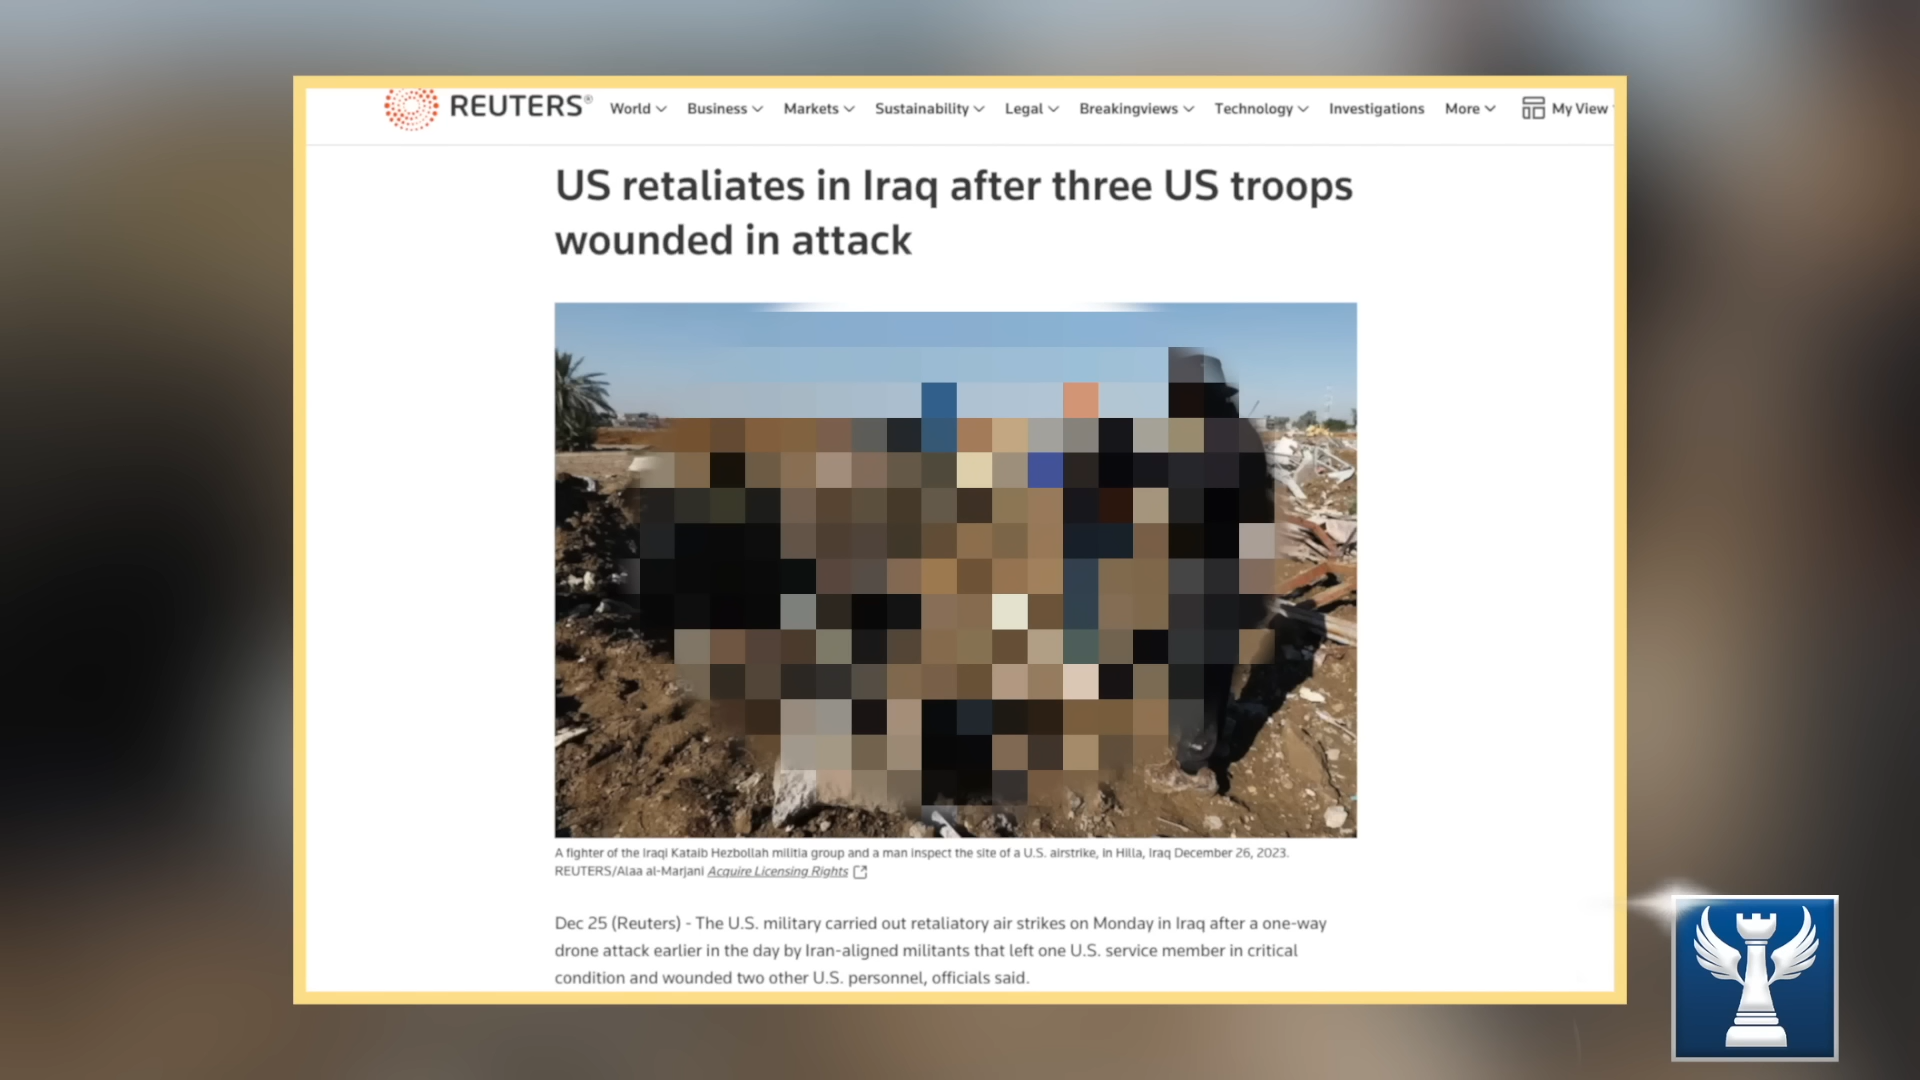 REUTERS® World Business Markets Sustainability Legal Breakingviews Technology Investigations More My View
US retaliates in Iraq after three US troops
wounded in attack
A fighter of the Iraqi Kataib Hezbollah militia group and a man inspect the site of a U.S. airstrike, in Hilla, Iraq December 26, 2023.
REUTERS/Alaa al-Marjani Acquire Licensing Rights
Dec 25 (Reuters) - The U.S. military carried out retaliatory air strikes on Monday in Iraq after a one-way
drone attack earlier in the day by Iran-aligned militants that left one U.S. service member in critical
condition and wounded two other U.S. personnel, officials said.